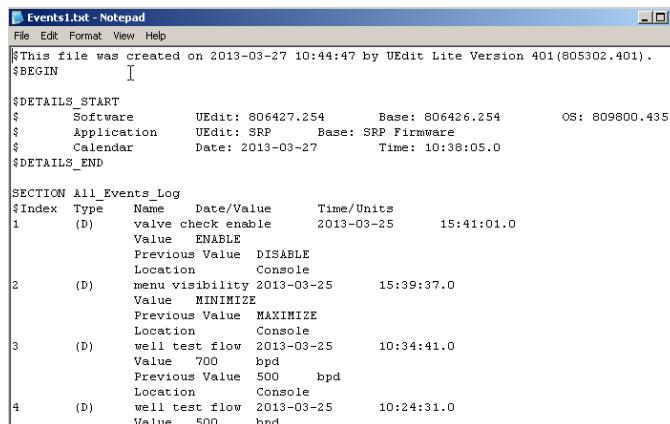 Events1.txt - Notepad
File Edit Format View Help
$This file was created on 2013-03-27 10:44:47 by UEdit Lite Version 401(805302.401).
$BEGIN
$DETAILS_START
$ Software UEdit: 806427.254 Base: 806426.254 OS: 809800.435
$ Application UEdit: SRP Base: SRP Firmware
$ Calendar Date: 2013-03-27 Time: 10:38:05.0
$DETAILS_END
SECTION All_Events_Log
$Index Type Name Date/Value Time/Units
1 (D) valve check enable 2013-03-25 15:41:01.0
Value ENABLE
Previous Value DISABLE
Location Console
2 (D) menu visibility 2013-03-25 15:39:37.0
Value MINIMIZE
Previous Value MAXIMIZE
Location Console
3 (D) well test flow 2013-03-25 10:34:41.0
Value 700 bpd
Previous Value 500 bpd
Location Console
4 (D) well test flow 2013-03-25 10:24:31.0
Value 500 bpd